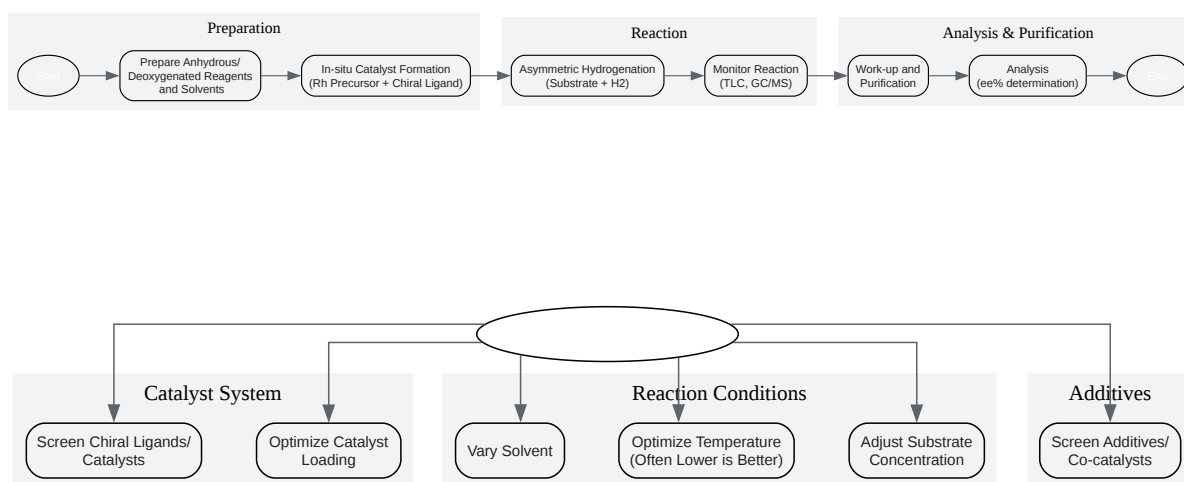 Preparation
Reaction
Analysis & Purification
Start
Prepare Anhydrous/
Deoxygenated Reagents
and Solvents
In-situ Catalyst Formation
(Rh Precursor + Chiral Ligand)
Asymmetric Hydrogenation
(Substrate + H2)
Monitor Reaction
(TLC, GC/MS)
Work-up and
Purification
Analysis
(ee% determination)
End
Catalyst System
Reaction Conditions
Additives
Screen Chiral Ligands/
Catalysts
Optimize Catalyst
Loading
Vary Solvent
Optimize Temperature
(Often Lower is Better)
Adjust Substrate
Concentration
Screen Additives/
Co-catalysts